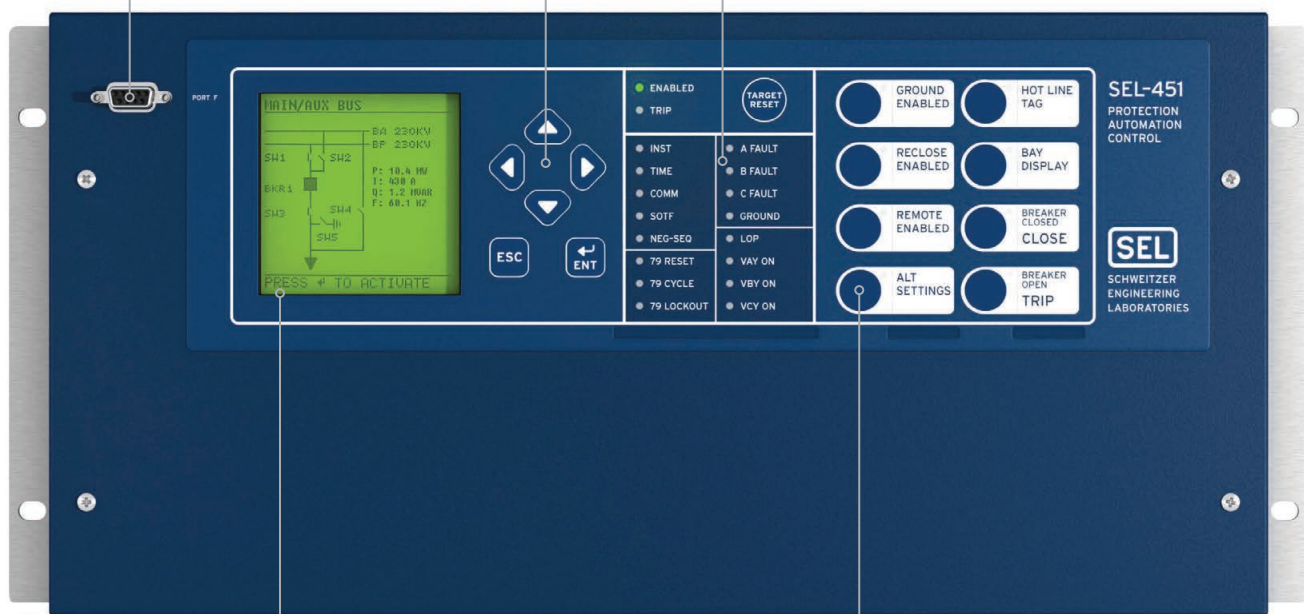 PORT F
MAIN/AUX BUS
BA 230KV
BP 230KV
SW1
SW2
P: 10.4 MW
I: 430 A
BKR1
Q: 1.2 MVAR
F: 60.1 HZ
SW3
SW4
SW5
PRESS ↵ TO ACTIVATE
ESC
ENT
ENABLED
TRIP
TARGET
RESET
INST
TIME
COMM
SOTF
NEG-SEQ
79 RESET
79 CYCLE
79 LOCKOUT
A FAULT
B FAULT
C FAULT
GROUND
LOP
VAY ON
VBY ON
VCY ON
GROUND
ENABLED
HOT LINE
TAG
RECLOSE
ENABLED
BAY
DISPLAY
REMOTE
ENABLED
BREAKER
CLOSED
CLOSE
ALT
SETTINGS
BREAKER
OPEN
TRIP
SEL-451
PROTECTION
AUTOMATION
CONTROL
SEL
SCHWEITZER
ENGINEERING
LABORATORIES